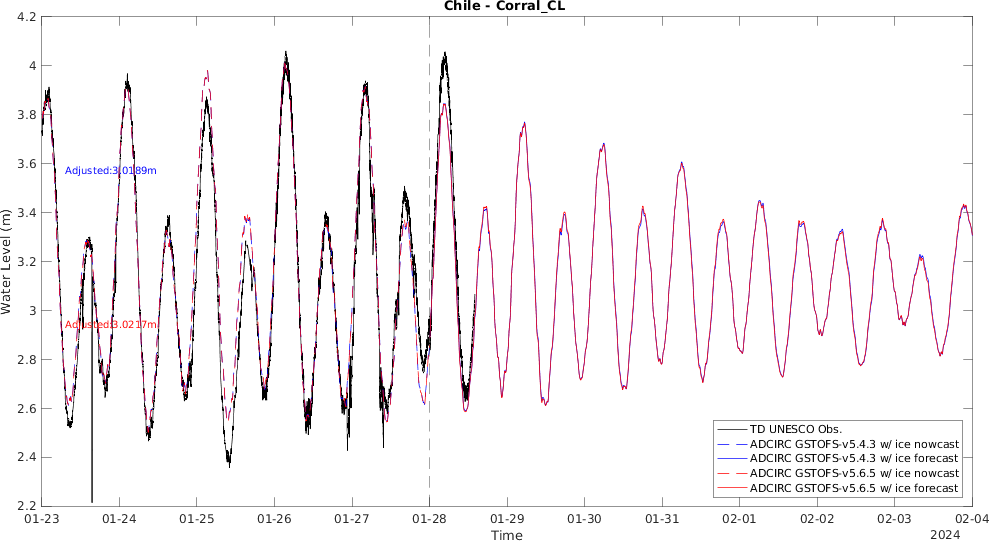 Chile - Corral_CL
4.2
4
3.8
3.6
3.4
3.2
3
2.8
2.6
2.4
2.2
Water Level (m)
Adjusted:3.0189m
Adjusted:3.0217m
TD UNESCO Obs.
ADCIRC GSTOFS-v5.4.3 w/ ice nowcast
ADCIRC GSTOFS-v5.4.3 w/ ice forecast
ADCIRC GSTOFS-v5.6.5 w/ ice nowcast
ADCIRC GSTOFS-v5.6.5 w/ ice forecast
01-23 01-24 01-25 01-26 01-27 01-28 01-29 01-30 01-31 02-01 02-02 02-03 02-04
Time
2024